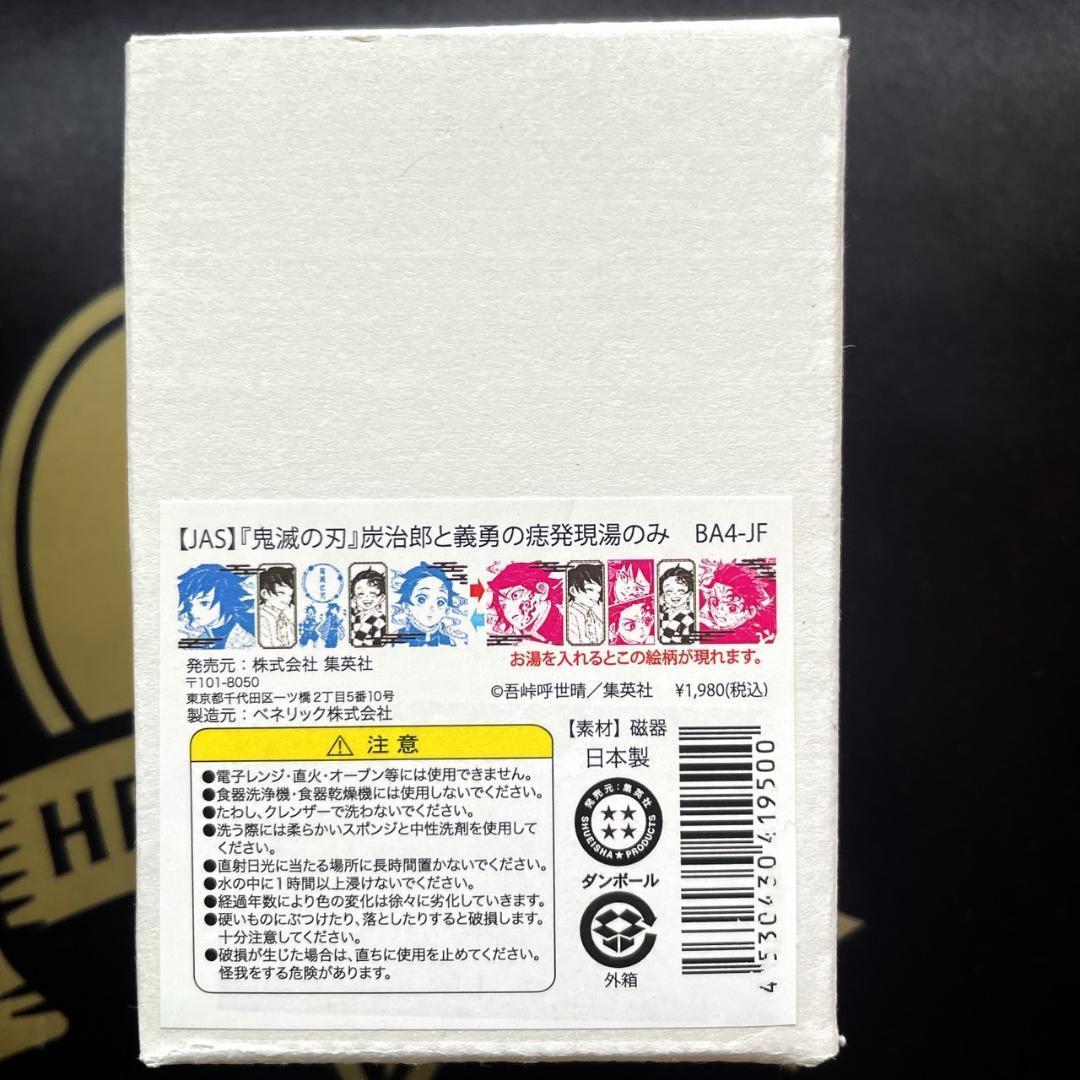 【JAS】『鬼滅の刃』炭治郎と義勇の痣発現湯のみ BA4-JF
お湯を入れるとこの絵柄が現れます。
発売元：株式会社 集英社
〒101-8050
東京都千代田区一ツ橋2丁目5番10号
製造元：ベネリック株式会社
©吾峠呼世晴／集英社 ¥1,980(税込)
⚠ 注意
●電子レンジ・直火・オーブン等には使用できません。
●食器洗浄機・食器乾燥機には使用しないでください。
●たわし、クレンザーで洗わないでください。
●洗う際には柔らかいスポンジと中性洗剤を使用して
ください。
●直射日光に当たる場所に長時間置かないでください。
●水の中に1時間以上浸けないでください。
●経過年数により色の変化は徐々に劣化していきます。
●硬いものにぶつけたり、落としたりすると破損します。
十分注意してください。
●破損が生じた場合は、直ちに使用を止めてください。
怪我をする危険があります。
【素材】磁器
日本製
発売元：集英社
SHUEISHA★PRODUCTS
ダンボール
外箱
4530430419500